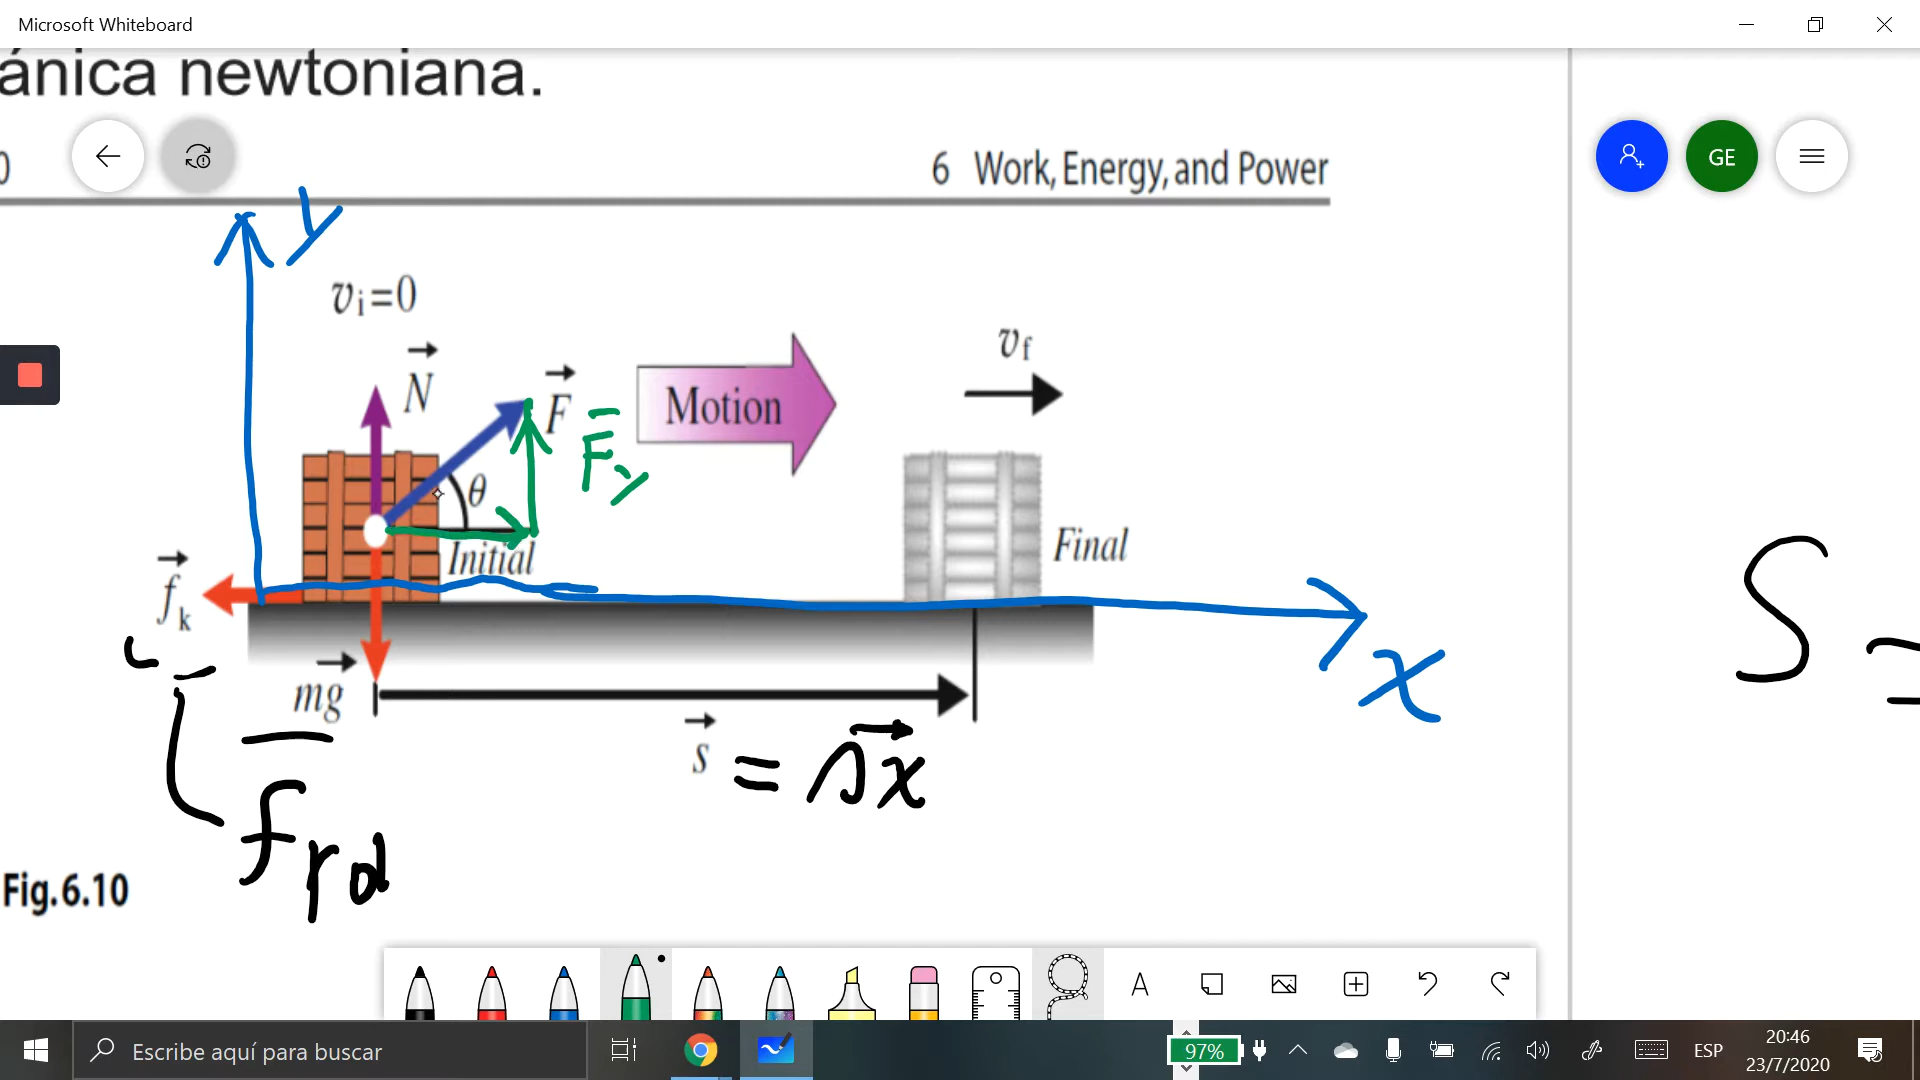 Microsoft Whiteboard
ánica newtoniana.
6 Work, Energy, and Power
GE
y
vi=0
N
F
Fy
θ
Motion
vf
Initial
Final
fk
mg
s = Δx
x
S =
frd
Fig. 6.10
A
Escribe aquí para buscar
97%
ESP
20:46
23/7/2020